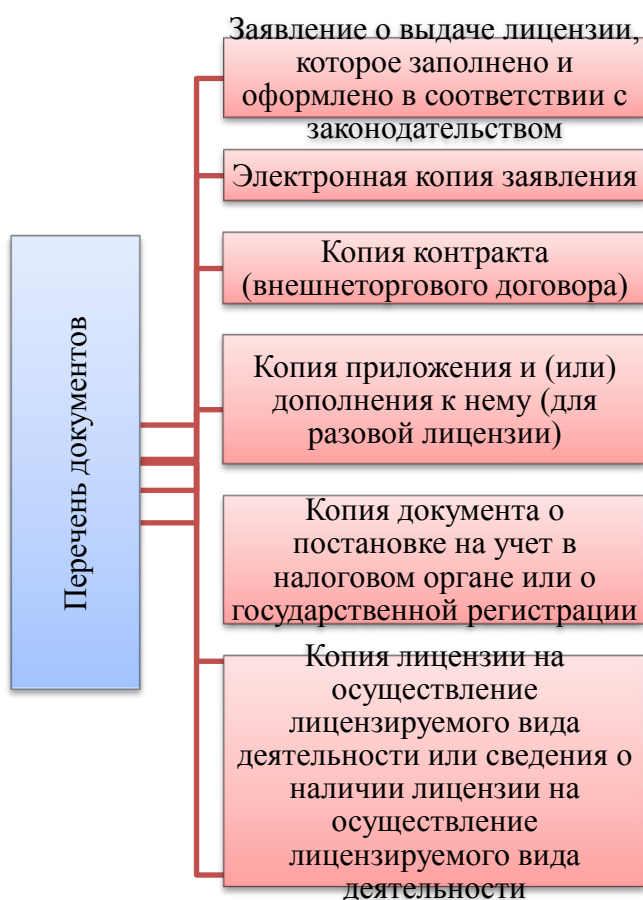 Перечень документов
Заявление о выдаче лицензии,
которое заполнено и
оформлено в соответствии с
законодательством
Электронная копия заявления
Копия контракта
(внешнеторгового договора)
Копия приложения и (или)
дополнения к нему (для
разовой лицензии)
Копия документа о
постановке на учет в
налоговом органе или о
государственной регистрации
Копия лицензии на
осуществление
лицензируемого вида
деятельности или сведения о
наличии лицензии на
осуществление
лицензируемого вида
деятельности